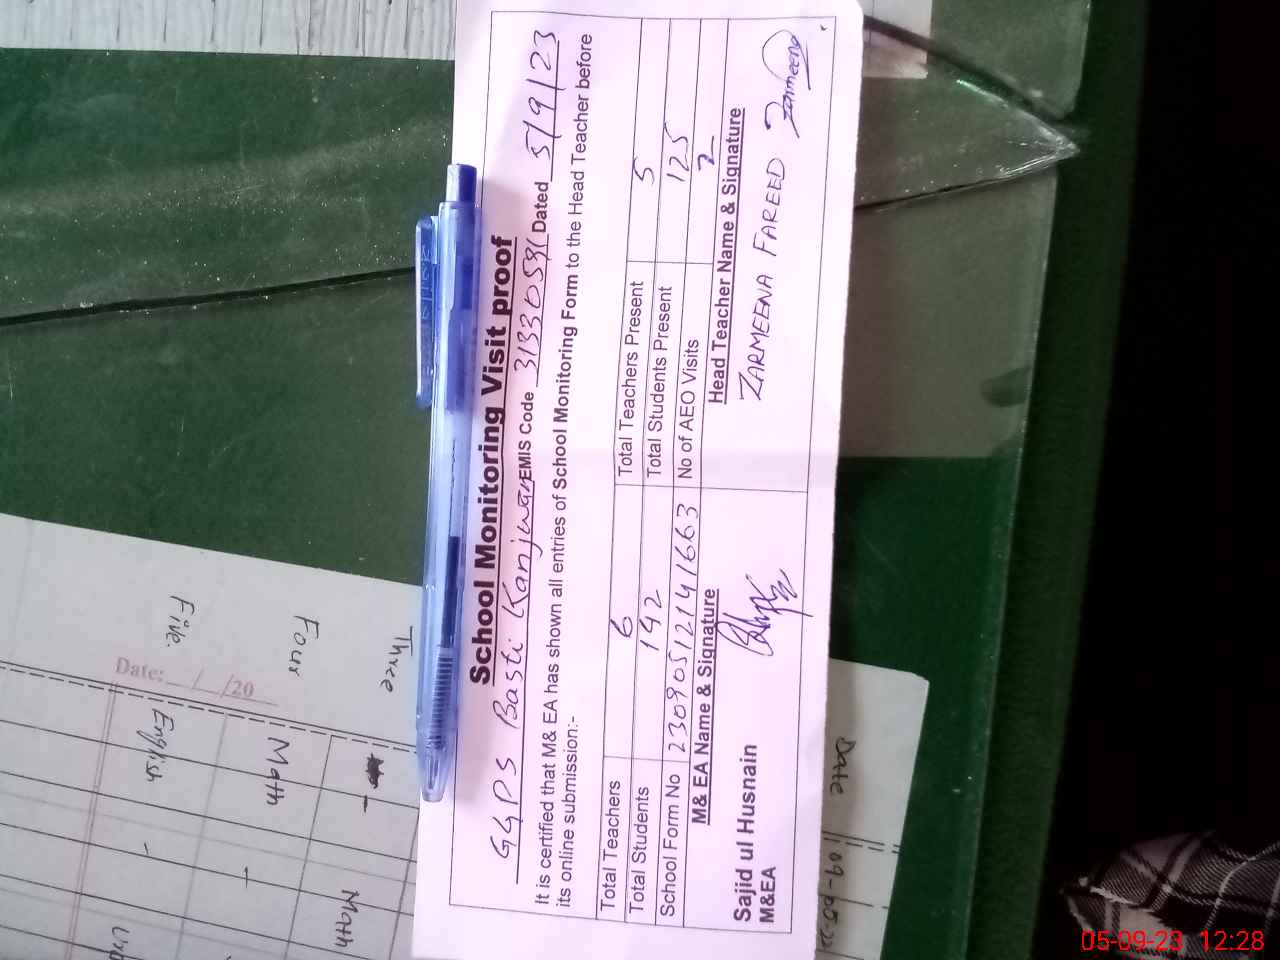 School Monitoring Visit proof
GGPS Basti Kanjwan EMIS Code 31330531 Dated 5/9/23
It is certified that M& EA has shown all entries of School Monitoring Form to the Head Teacher before
its online submission:-
Total Teachers 6 Total Teachers Present 5
Total Students 142 Total Students Present 125
School Form No 23090512141663 No of AEO Visits 2
M& EA Name & Signature Head Teacher Name & Signature
Sajid ul Husnain ZARMEENA FAREED Zarmeena
M&EA
Three
Four
Five.
Date: / /20
Math
English
Math
Date
05-09-23 12:28